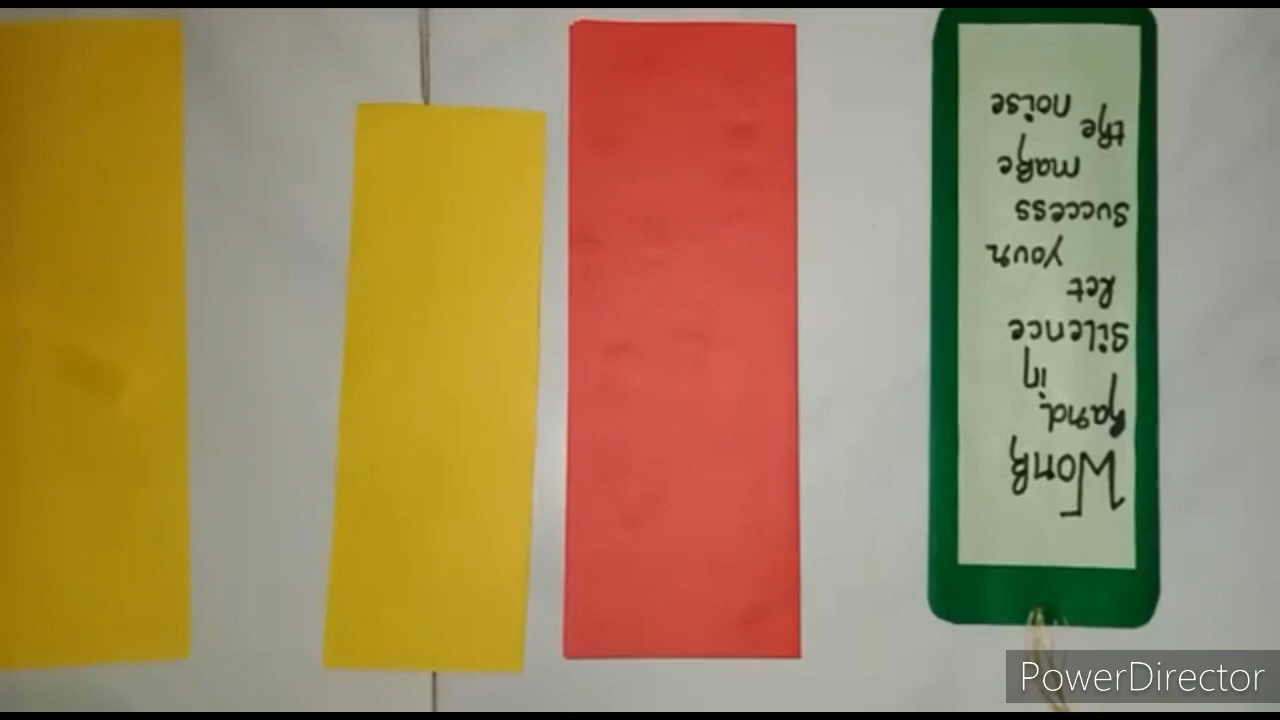 Work
hard in
Silence
Let
your
Success
make
the
noise
PowerDirector